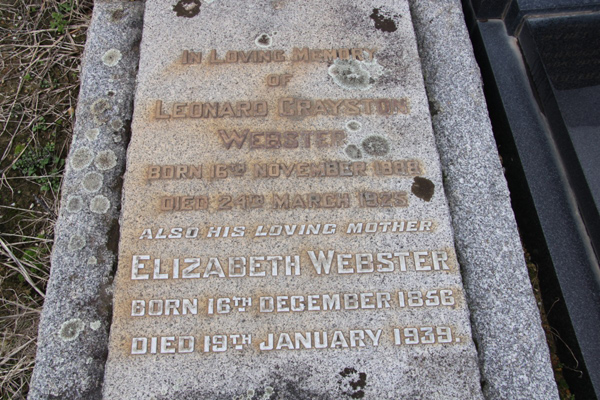 IN LOVING MEMORY
OF
LEONARD GRAYSTON
WEBSTER
BORN 16TH NOVEMBER 1898
DIED 24TH MARCH 1925.
ALSO HIS LOVING MOTHER
ELIZABETH WEBSTER
BORN 16TH DECEMBER 1856
DIED 19TH JANUARY 1939.